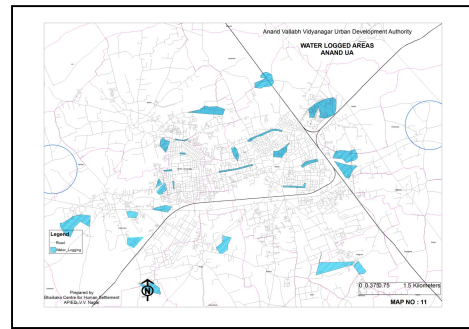 Anand Vallabh Vidyanagar Urban Development Authority
WATER LOGGED AREAS
ANAND UA
Legend
Road
Water_Logging
Prepared by
Bhaikaka Centre for Human Settlement
APIED, V.V. Nagar
N
0 0.375 0.75 1.5 Kilometers
MAP NO : 11